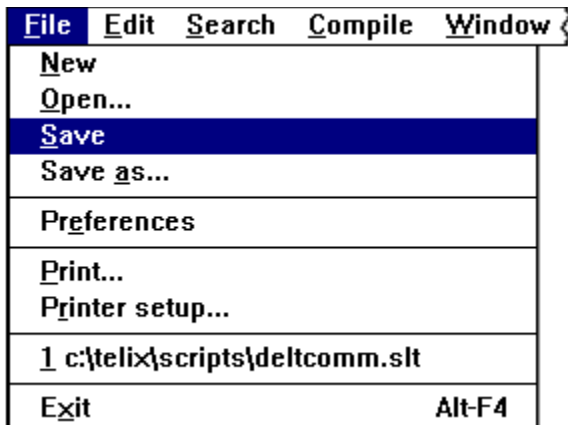 File Edit Search Compile Window
New
Open...
Save
Save as...
Preferences
Print...
Printer setup...
1 c:\telix\scripts\deltcomm.slt
Exit Alt-F4